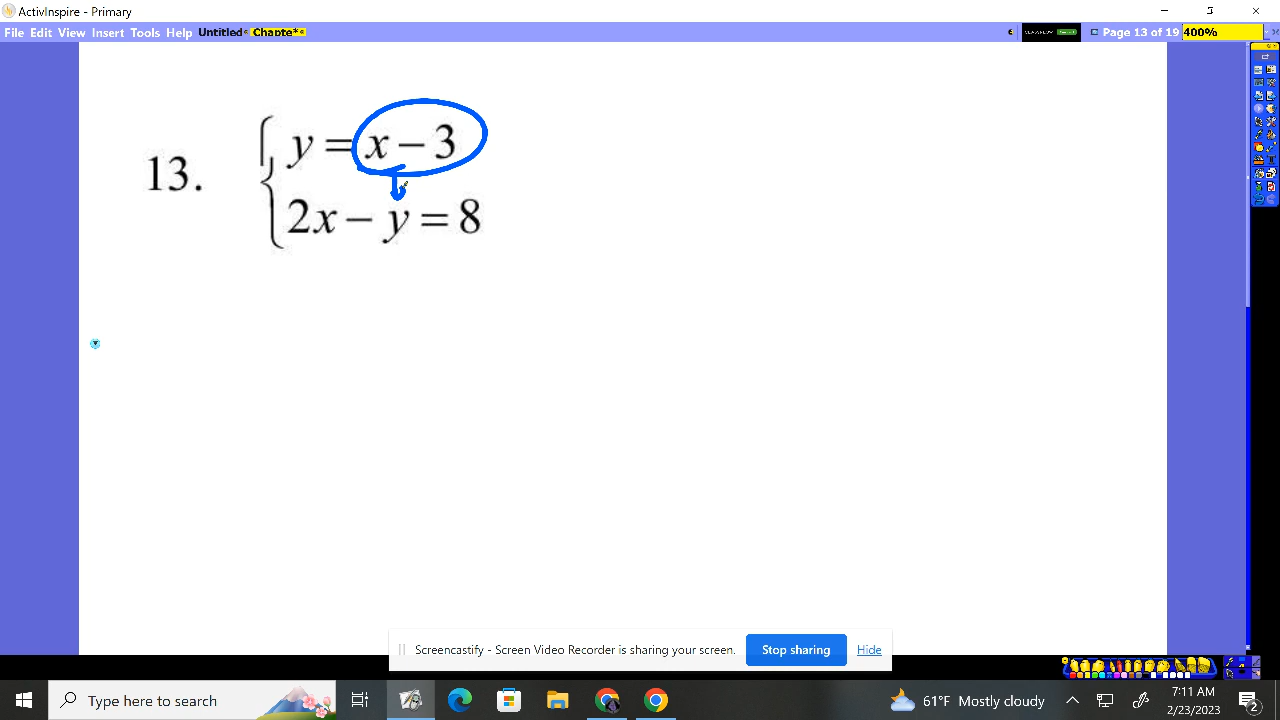 ActivInspire - Primary
File Edit View Insert Tools Help Untitled Chapte* Page 13 of 19 400%
13. y = x − 3
2x − y = 8
Screencastify - Screen Video Recorder is sharing your screen. Stop sharing Hide
Type here to search 61°F Mostly cloudy 7:11 AM
2/23/2023 2